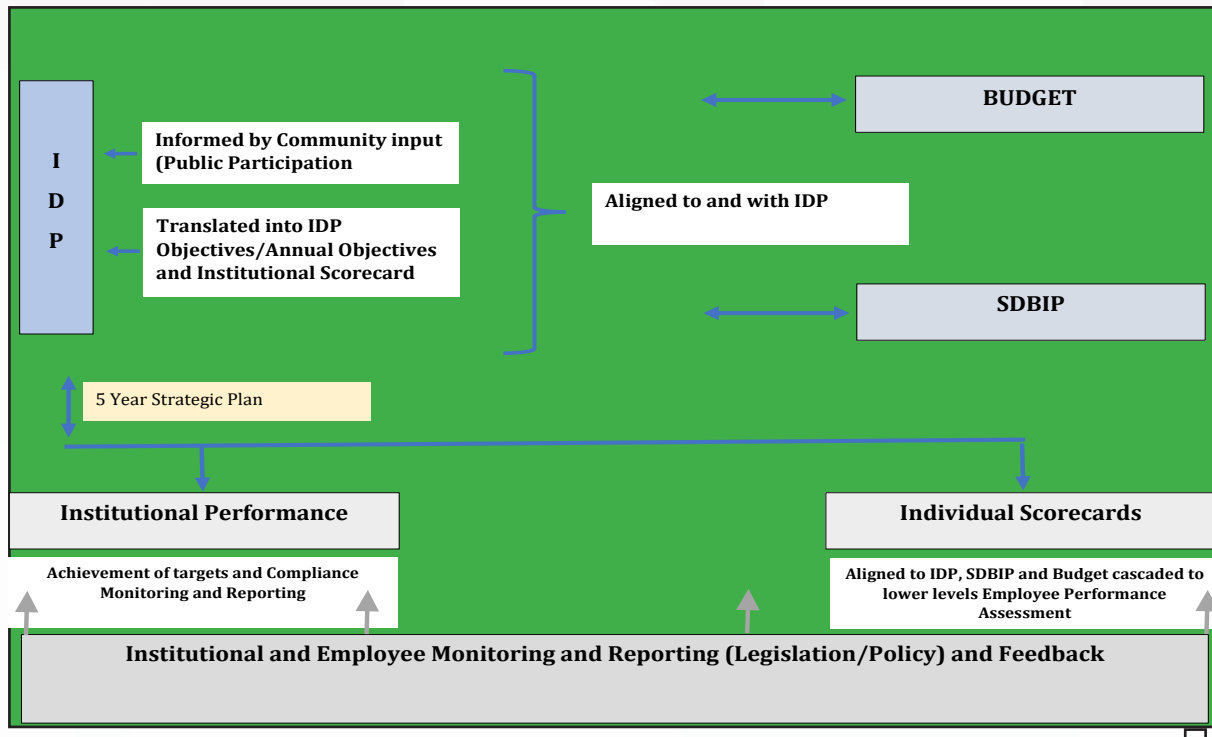 I
D
P
Informed by Community input
(Public Participation
Translated into IDP
Objectives/Annual Objectives
and Institutional Scorecard
Aligned to and with IDP
BUDGET
SDBIP
5 Year Strategic Plan
Institutional Performance
Achievement of targets and Compliance
Monitoring and Reporting
Individual Scorecards
Aligned to IDP, SDBIP and Budget cascaded to
lower levels Employee Performance
Assessment
Institutional and Employee Monitoring and Reporting (Legislation/Policy) and Feedback